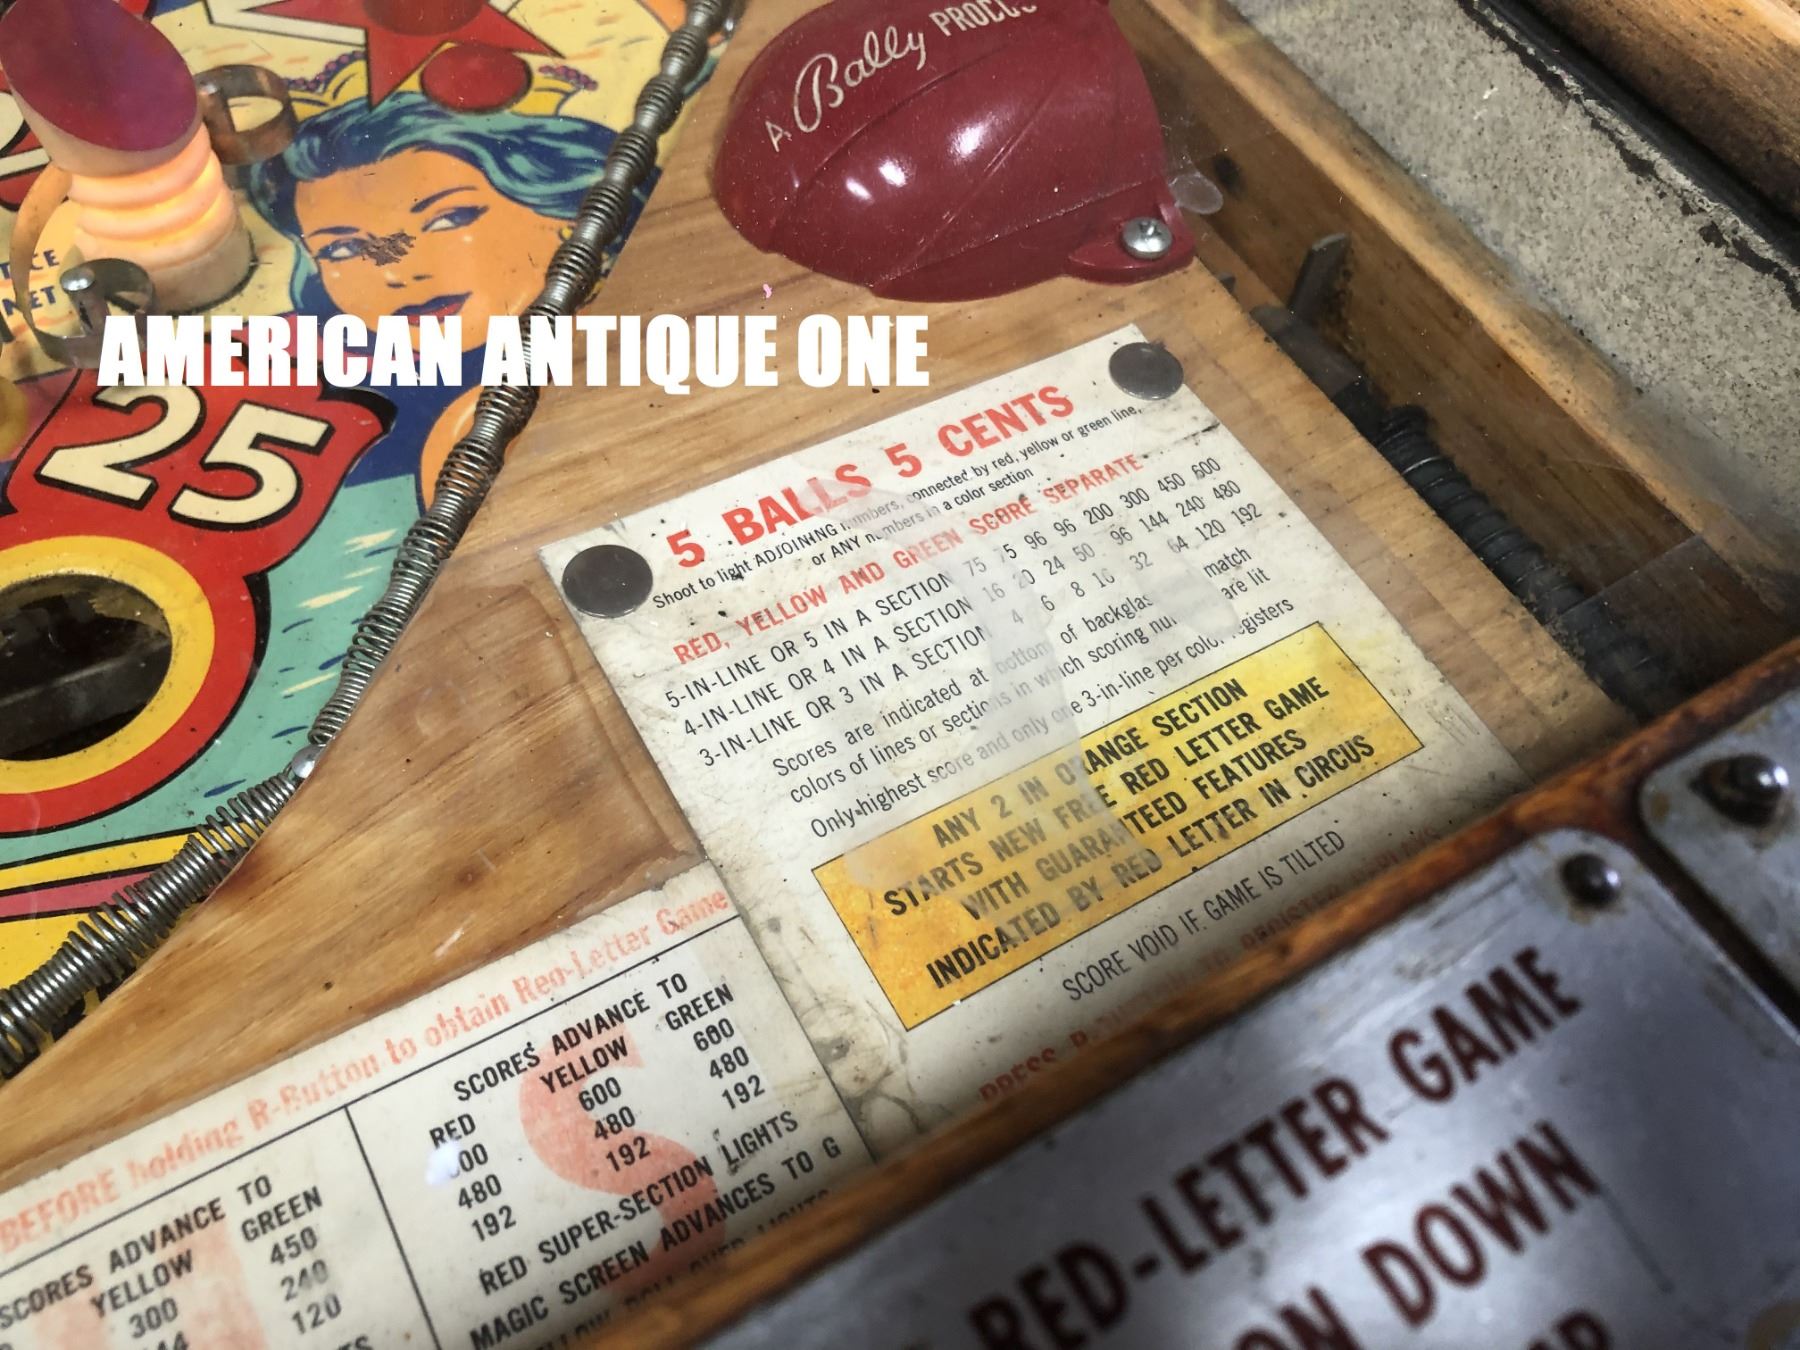 A Bally
AMERICAN ANTIQUE ONE
25
5 BALLS 5 CENTS
Shoot to light ADJOINING numbers, connected by red, yellow or green line,
or ANY numbers in a color section
RED, YELLOW AND GREEN SCORE SEPARATE
5-IN-LINE OR 5 IN A SECTION 75 75 96 96 200 300 450 600
4-IN-LINE OR 4 IN A SECTION 16 20 24 50 96 144 240 480
3-IN-LINE OR 3 IN A SECTION 4 6 8 16 32 64 120 192
Scores are indicated at bottom of backglass match
colors of lines or sections in which scoring are lit
Only highest score and only one 3-in-line per color registers
ANY 2 IN ORANGE SECTION
STARTS NEW FREE RED LETTER GAME
WITH GUARANTEED FEATURES
INDICATED BY RED LETTER IN CIRCUS
SCORE VOID IF GAME IS TILTED
PRESS
BEFORE holding R-Button to obtain Red-Letter Game
SCORES ADVANCE TO
YELLOW GREEN
300 450
240
120
SCORES ADVANCE TO
RED YELLOW GREEN
600 600
480 480 480
192 192 192
RED SUPER-SECTION LIGHTS
MAGIC SCREEN ADVANCES TO G
RED-LETTER GAME
DOWN